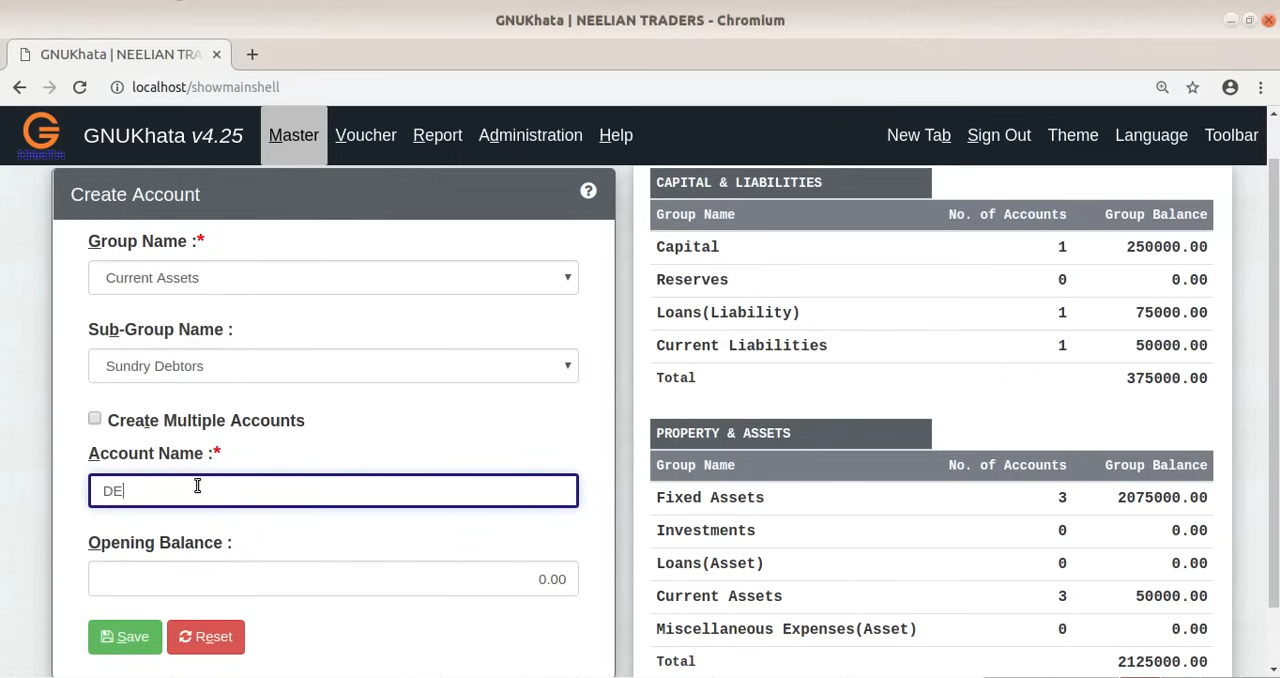 GNUKhata | NEELIAN TRADERS - Chromium
GNUKhata | NEELIAN TRA
localhost/showmainshell
GNUKhata v4.25 Master Voucher Report Administration Help New Tab Sign Out Theme Language Toolbar
Create Account
Group Name :*
Current Assets
Sub-Group Name :
Sundry Debtors
Create Multiple Accounts
Account Name :*
DE
Opening Balance :
0.00
Save Reset
CAPITAL & LIABILITIES
Group Name No. of Accounts Group Balance
Capital 1 250000.00
Reserves 0 0.00
Loans(Liability) 1 75000.00
Current Liabilities 1 50000.00
Total 375000.00
PROPERTY & ASSETS
Group Name No. of Accounts Group Balance
Fixed Assets 3 2075000.00
Investments 0 0.00
Loans(Asset) 0 0.00
Current Assets 3 50000.00
Miscellaneous Expenses(Asset) 0 0.00
Total 2125000.00